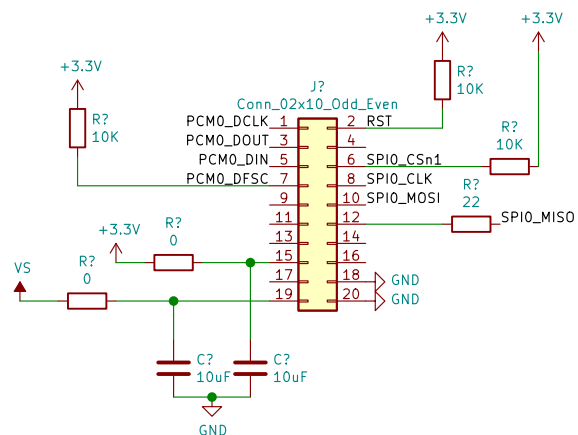 +3.3V
+3.3V
J?
Conn_02x10_Odd_Even
+3.3V
R?
10K
R?
10K
R?
10K
PCM0_DCLK 1 2 RST
PCM0_DOUT 3 4
PCM0_DIN 5 6 SPI0_CSn1
PCM0_DFSC 7 8 SPI0_CLK
9 10 SPI0_MOSI
11 12
13 14
15 16
17 18 GND
19 20 GND
R?
22
SPI0_MISO
+3.3V
R?
0
VS
R?
0
C?
10uF
C?
10uF
GND